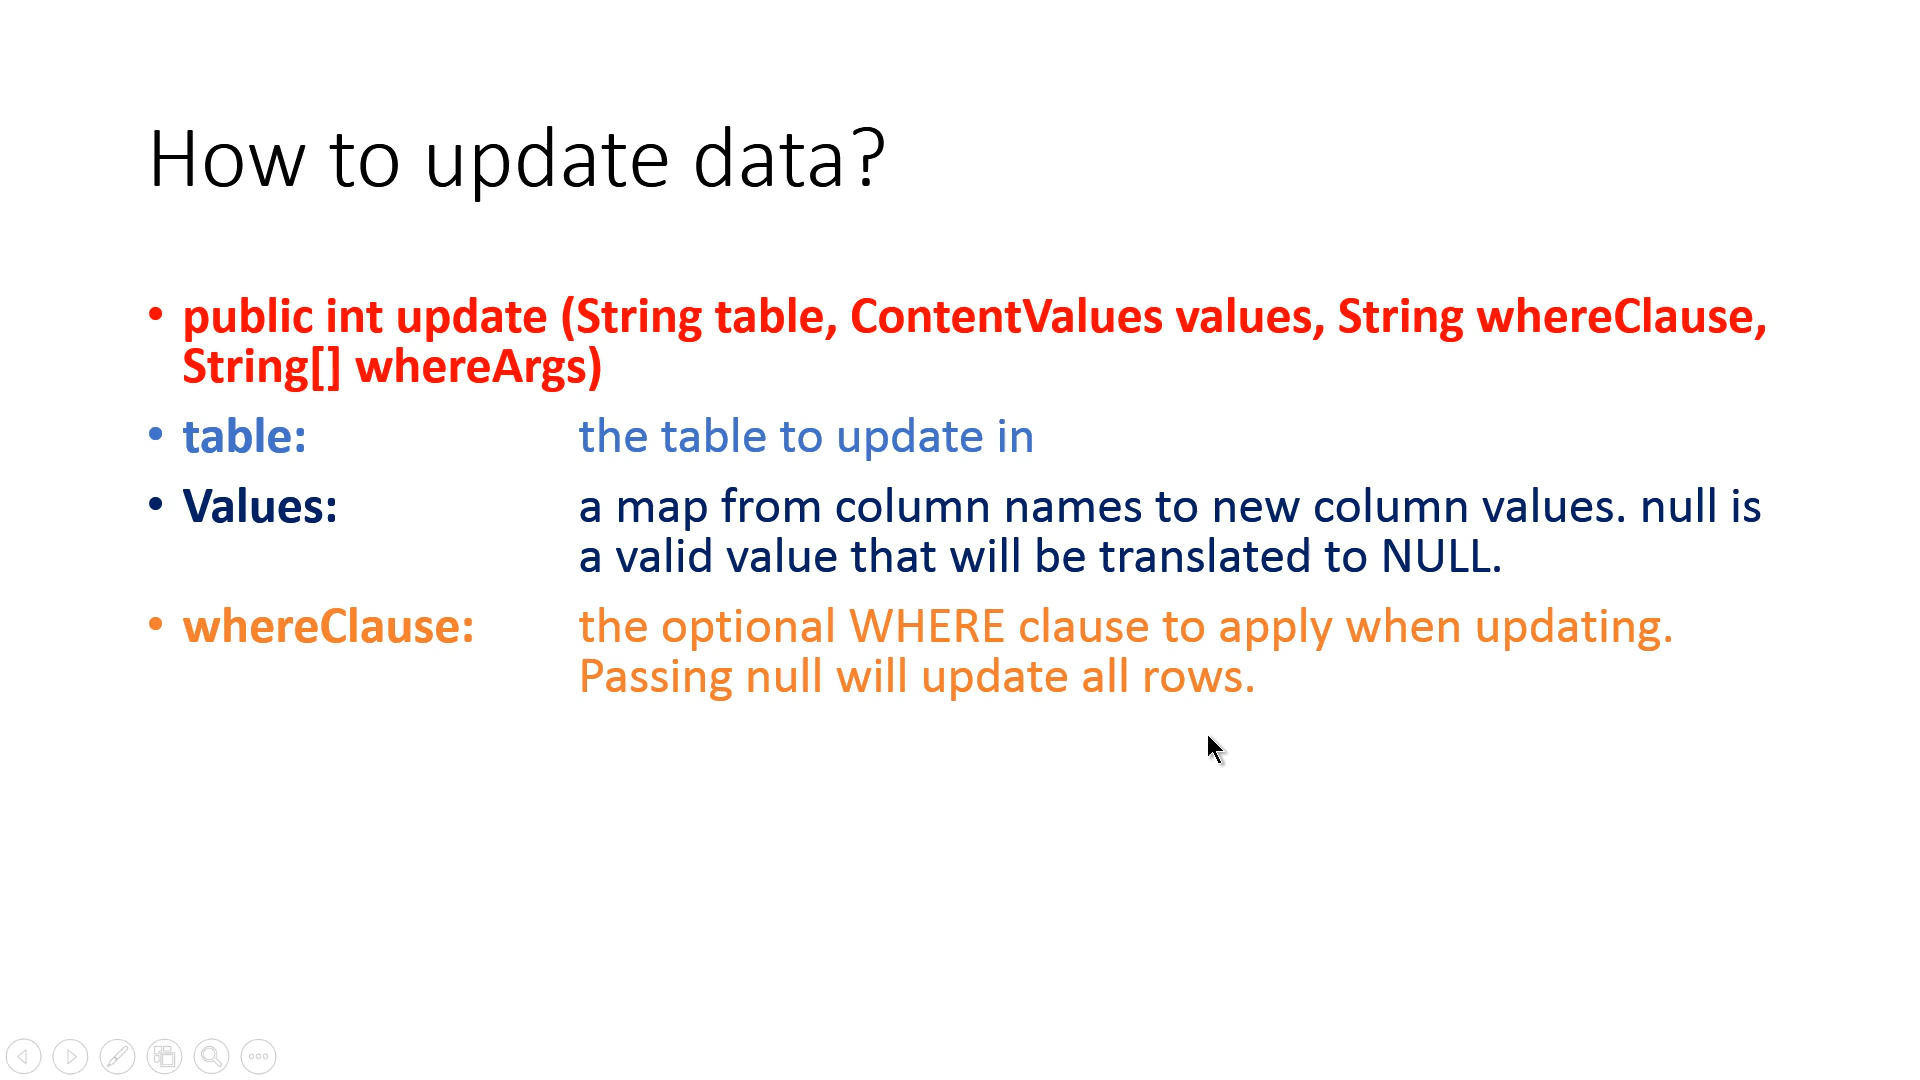 How to update data?
• public int update (String table, ContentValues values, String whereClause,
String[] whereArgs)
• table: the table to update in
• Values: a map from column names to new column values. null is
a valid value that will be translated to NULL.
• whereClause: the optional WHERE clause to apply when updating.
Passing null will update all rows.